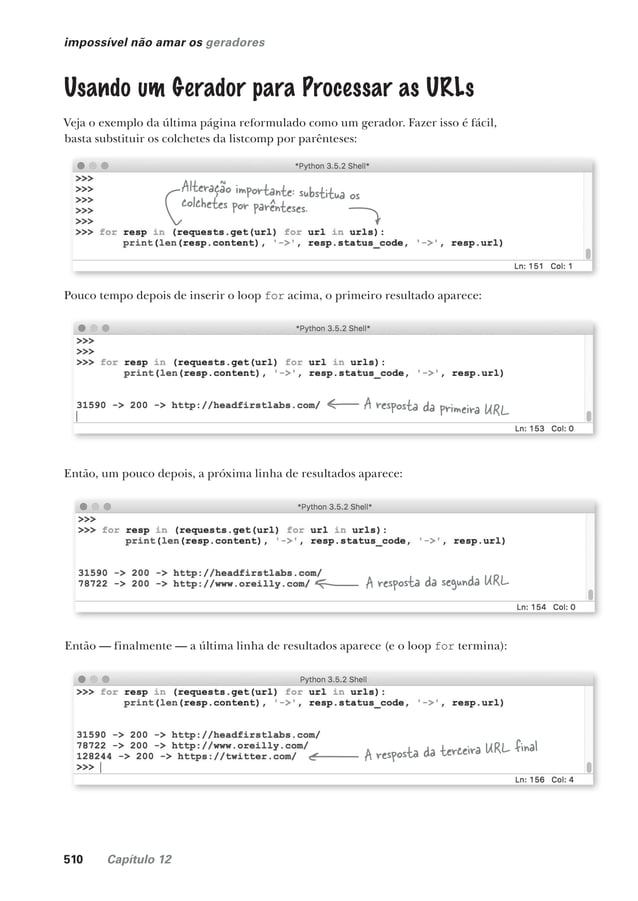 impossível não amar os geradores
Usando um Gerador para Processar as URLs
Veja o exemplo da última página reformulado como um gerador. Fazer isso é fácil,
basta substituir os colchetes da listcomp por parênteses:
*Python 3.5.2 Shell*
>>>
>>>
>>>
>>>
>>>
Alteração importante: substitua os
colchetes por parênteses.
>>> for resp in (requests.get(url) for url in urls):
print(len(resp.content), '->', resp.status_code, '->', resp.url)
Ln: 151 Col: 1
Pouco tempo depois de inserir o loop for acima, o primeiro resultado aparece:
*Python 3.5.2 Shell*
>>>
>>>
>>> for resp in (requests.get(url) for url in urls):
print(len(resp.content), '->', resp.status_code, '->', resp.url)
31590 -> 200 -> http://headfirstlabs.com/
A resposta da primeira URL
Ln: 153 Col: 0
Então, um pouco depois, a próxima linha de resultados aparece:
*Python 3.5.2 Shell*
>>>
>>> for resp in (requests.get(url) for url in urls):
print(len(resp.content), '->', resp.status_code, '->', resp.url)
31590 -> 200 -> http://headfirstlabs.com/
78722 -> 200 -> http://www.oreilly.com/
A resposta da segunda URL
Ln: 154 Col: 0
Então — finalmente — a última linha de resultados aparece (e o loop for termina):
Python 3.5.2 Shell
>>> for resp in (requests.get(url) for url in urls):
print(len(resp.content), '->', resp.status_code, '->', resp.url)
31590 -> 200 -> http://headfirstlabs.com/
78722 -> 200 -> http://www.oreilly.com/
128244 -> 200 -> https://twitter.com/
A resposta da terceira URL final
>>>
Ln: 156 Col: 4
510 Capítulo 12